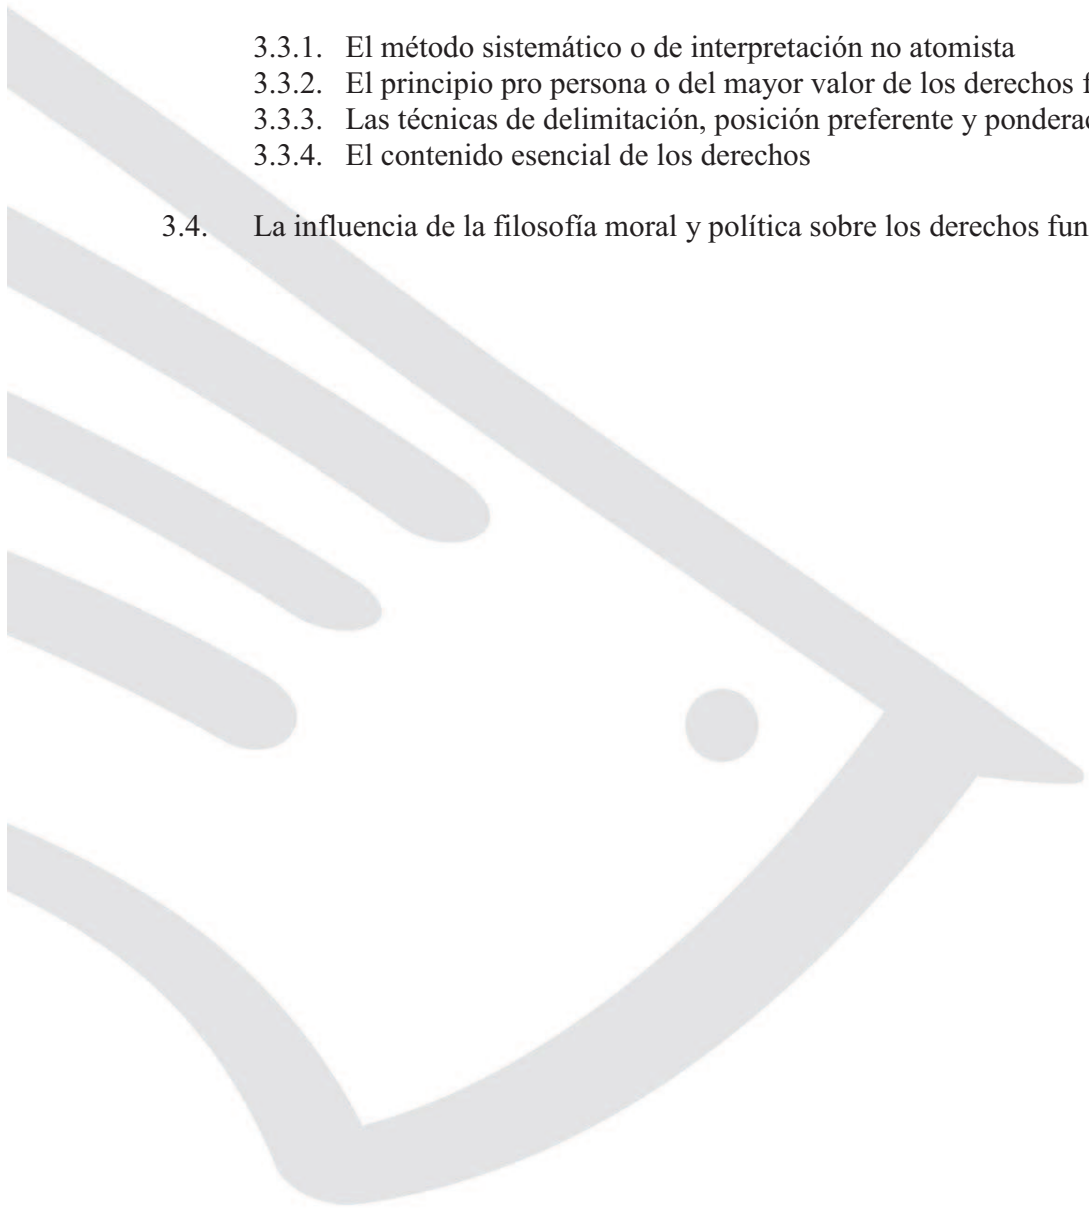 3.3.1. El método sistemático o de interpretación no atomista
3.3.2. El principio pro persona o del mayor valor de los derechos
3.3.3. Las técnicas de delimitación, posición preferente y
3.3.4. El contenido esencial de los derechos
3.4. La influencia de la filosofía moral y política sobre los derechos